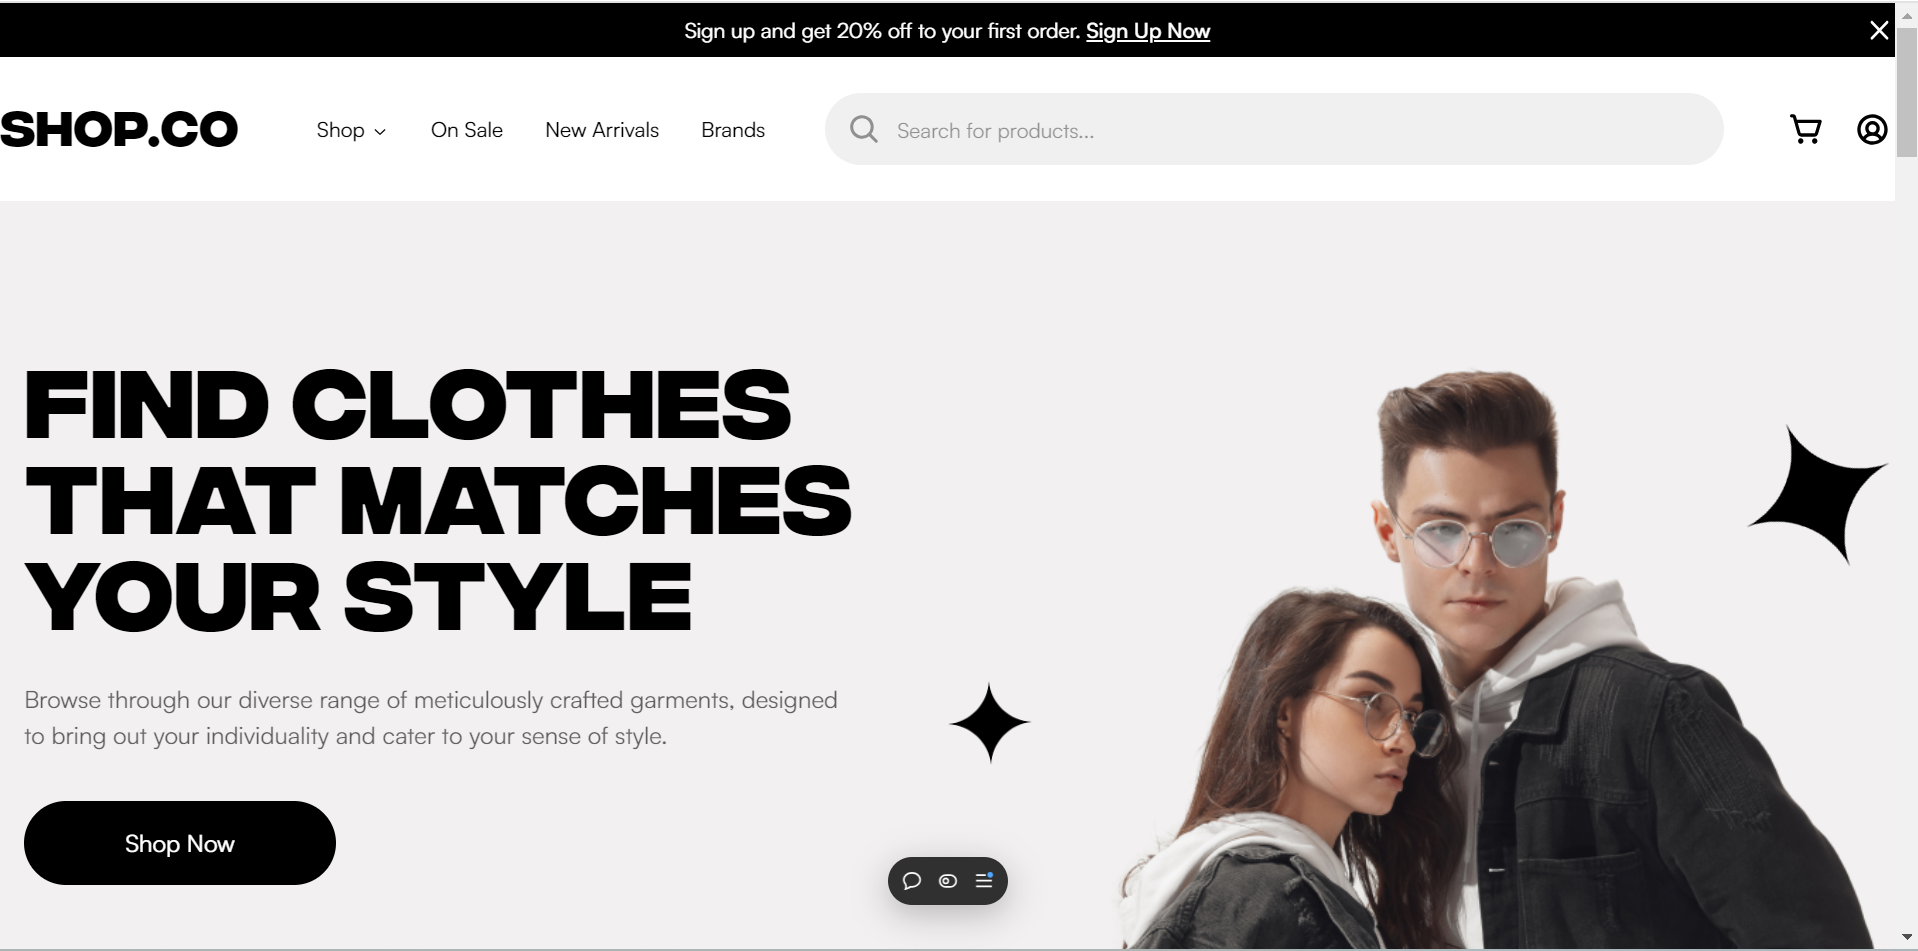 Sign up and get 20% off to your first order. Sign Up Now
SHOP.CO
Shop
On Sale
New Arrivals
Brands
Search for products...
FIND CLOTHES
THAT MATCHES
YOUR STYLE
Browse through our diverse range of meticulously crafted garments, designed
to bring out your individuality and cater to your sense of style.
Shop Now